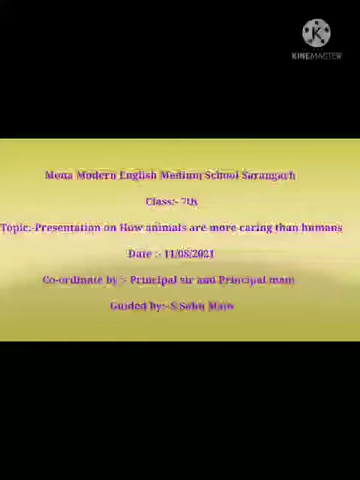 KINEMASTER
Mona Modern English Medium School Sarangarh
Class:- 7th
Topic:-Presentation on How animals are more caring than humans
Date :- 11/08/2021
Co-ordinate by :- Principal sir and Principal mam
Guided by:-S.Sahu Mam